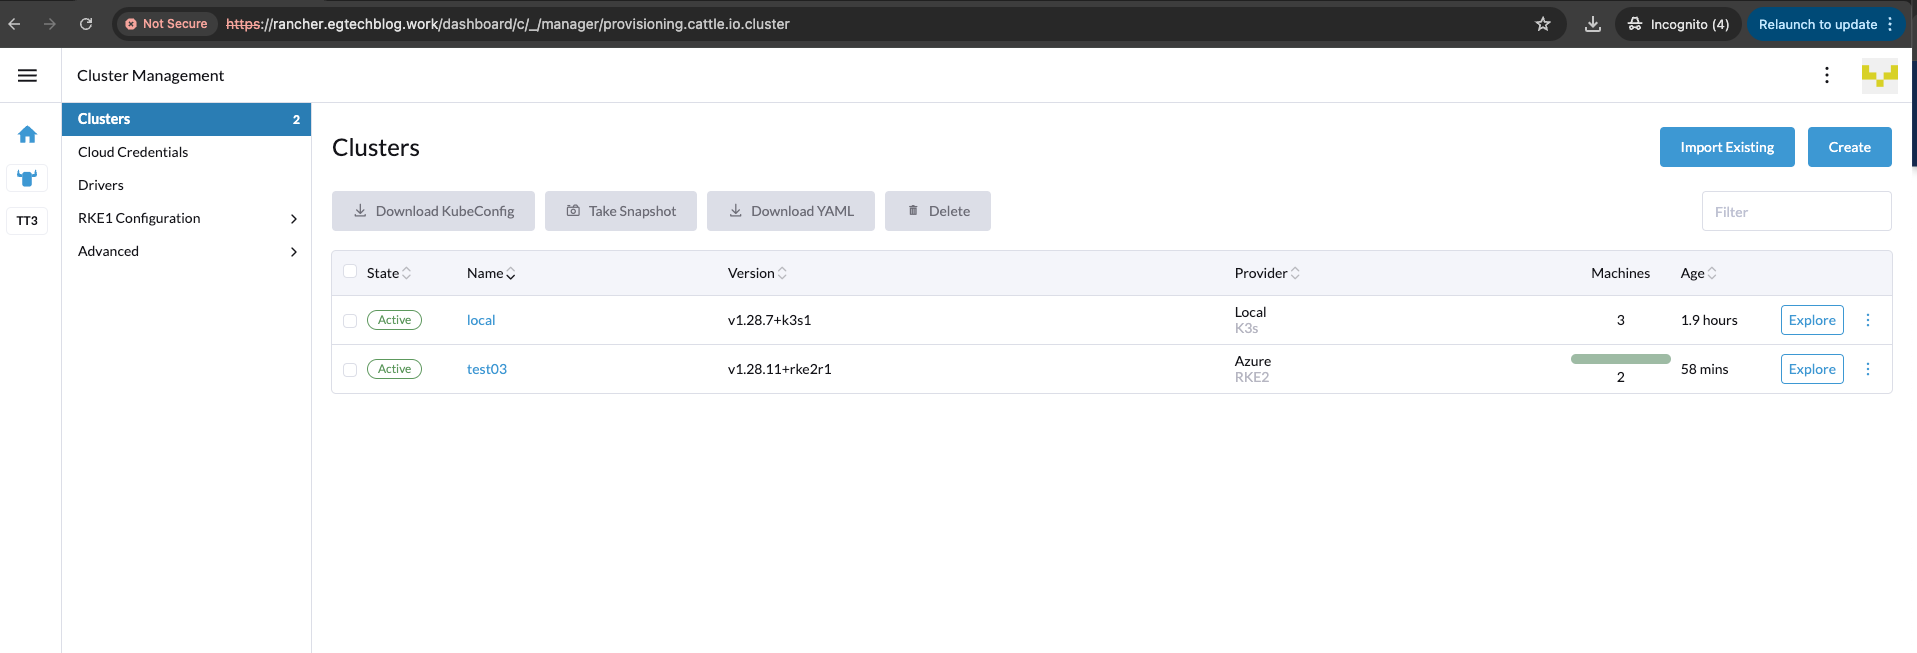 Not Secure https://rancher.egtechblog.work/dashboard/c/_/manager/provisioning.cattle.io.cluster Incognito (4) Relaunch to update
Cluster Management
Clusters 2
Cloud Credentials
Drivers
RKE1 Configuration
Advanced
TT3
Clusters
Import Existing Create
Download KubeConfig Take Snapshot Download YAML Delete
Filter
State Name Version Provider Machines Age
Active local v1.28.7+k3s1 Local 3 1.9 hours Explore
K3s
Active test03 v1.28.11+rke2r1 Azure 2 58 mins Explore
RKE2